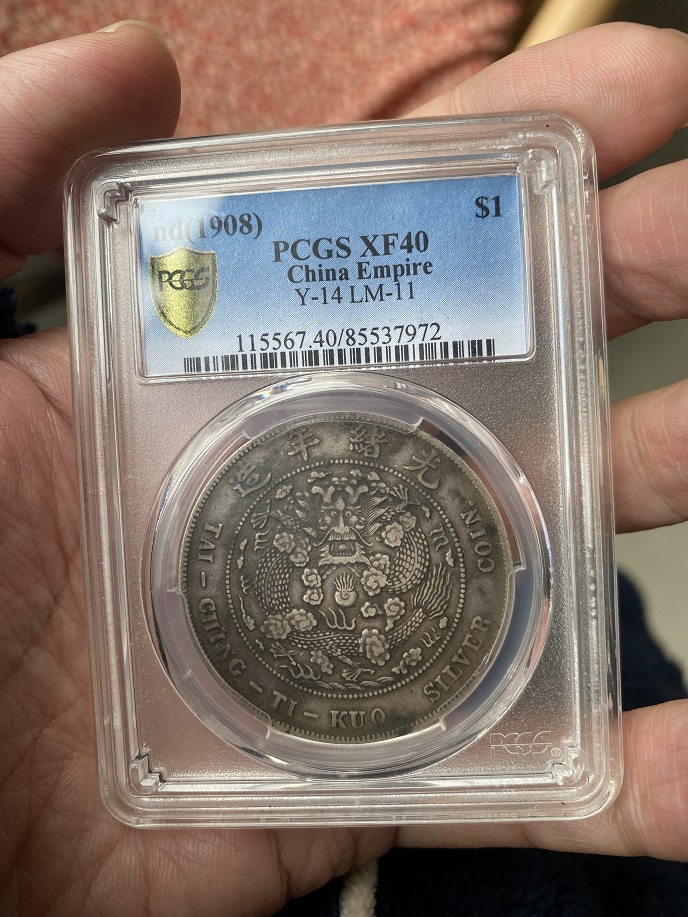 nd(1908)
$1
PCGS XF40
China Empire
Y-14 LM-11
PCGS
115567.40/85537972
造年緒光
TAI-CHING-TI-KUO SILVER COIN
PCGS